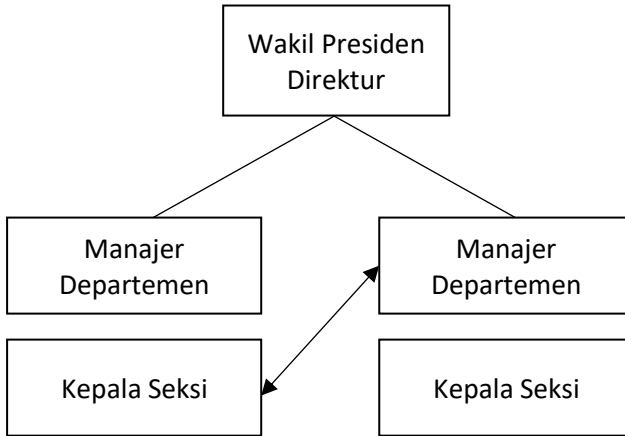 Wakil Presiden
Direktur
Manajer
Departemen
Manajer
Departemen
Kepala Seksi
Kepala Seksi